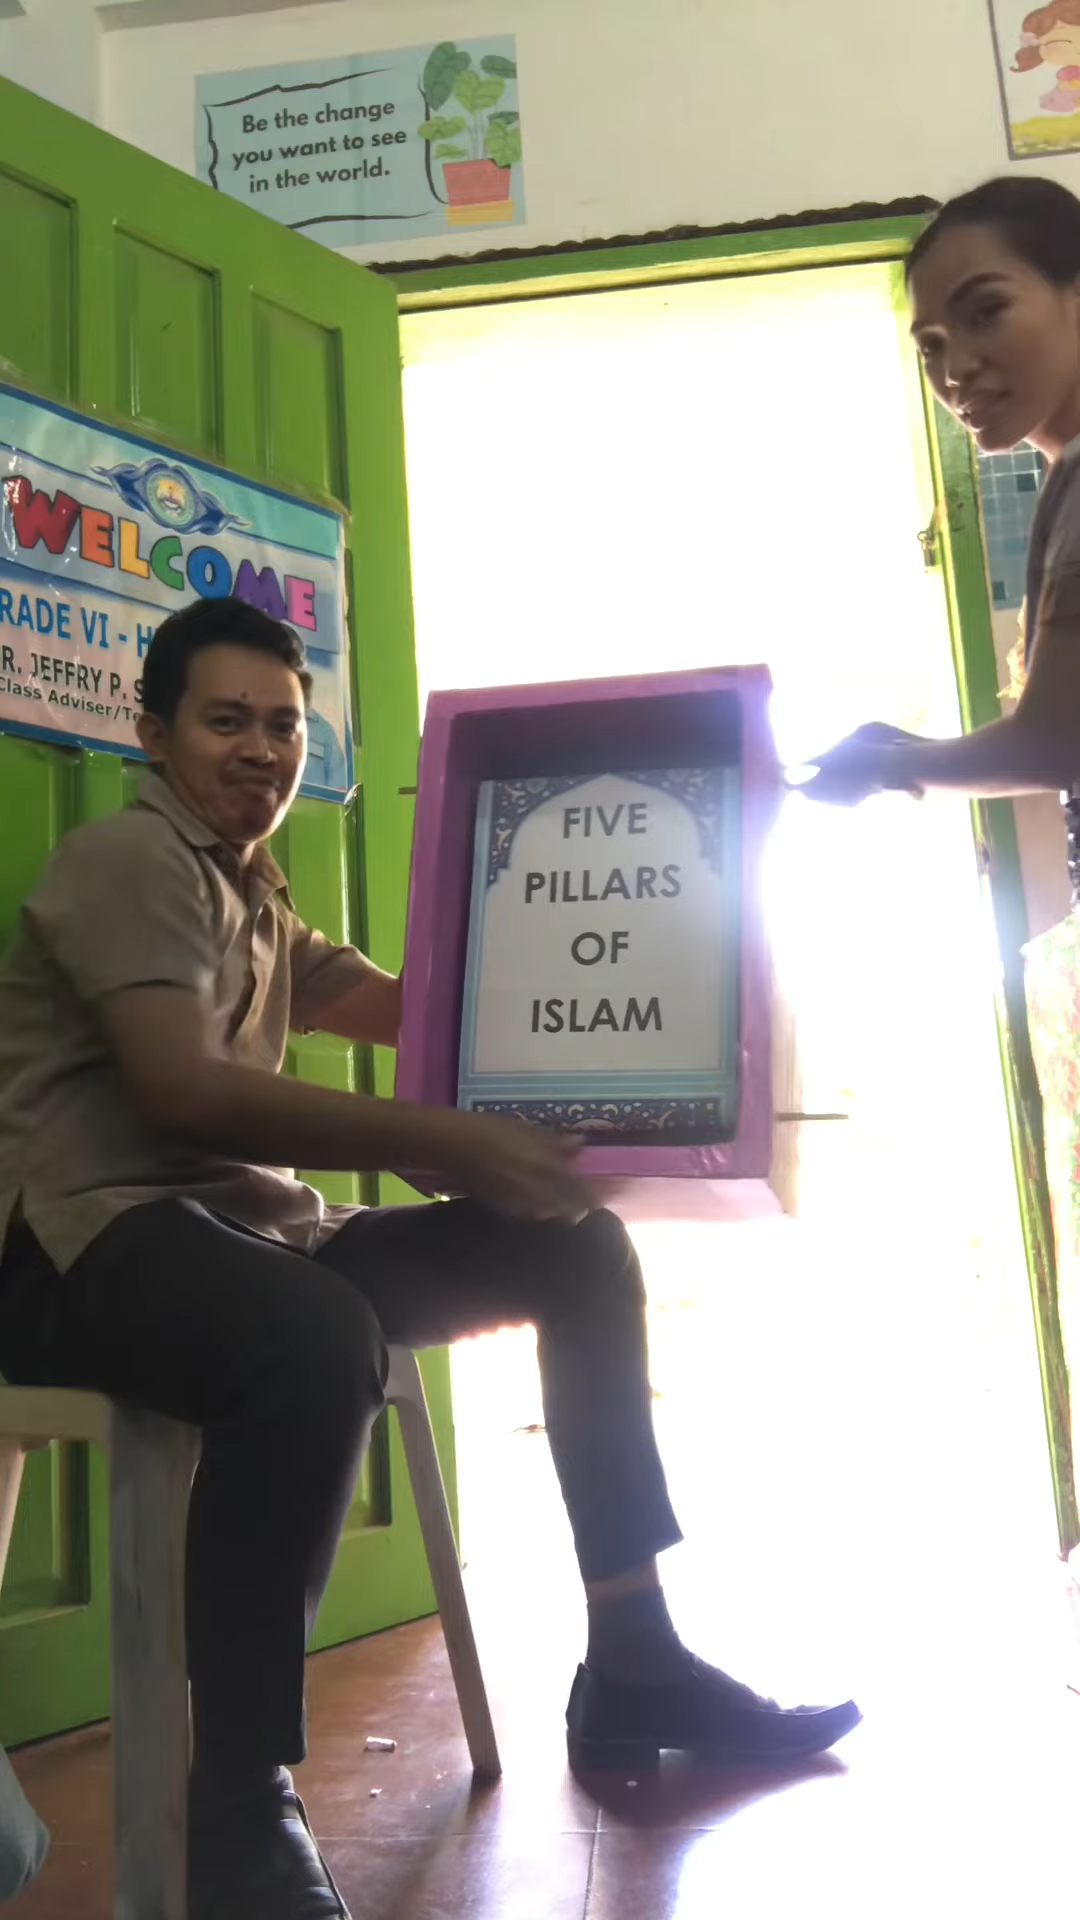 Be the change
you want to see
in the world.
WELCOME
RADE VI - H
R. JEFFRY P. S
Class Adviser/Te
FIVE
PILLARS
OF
ISLAM